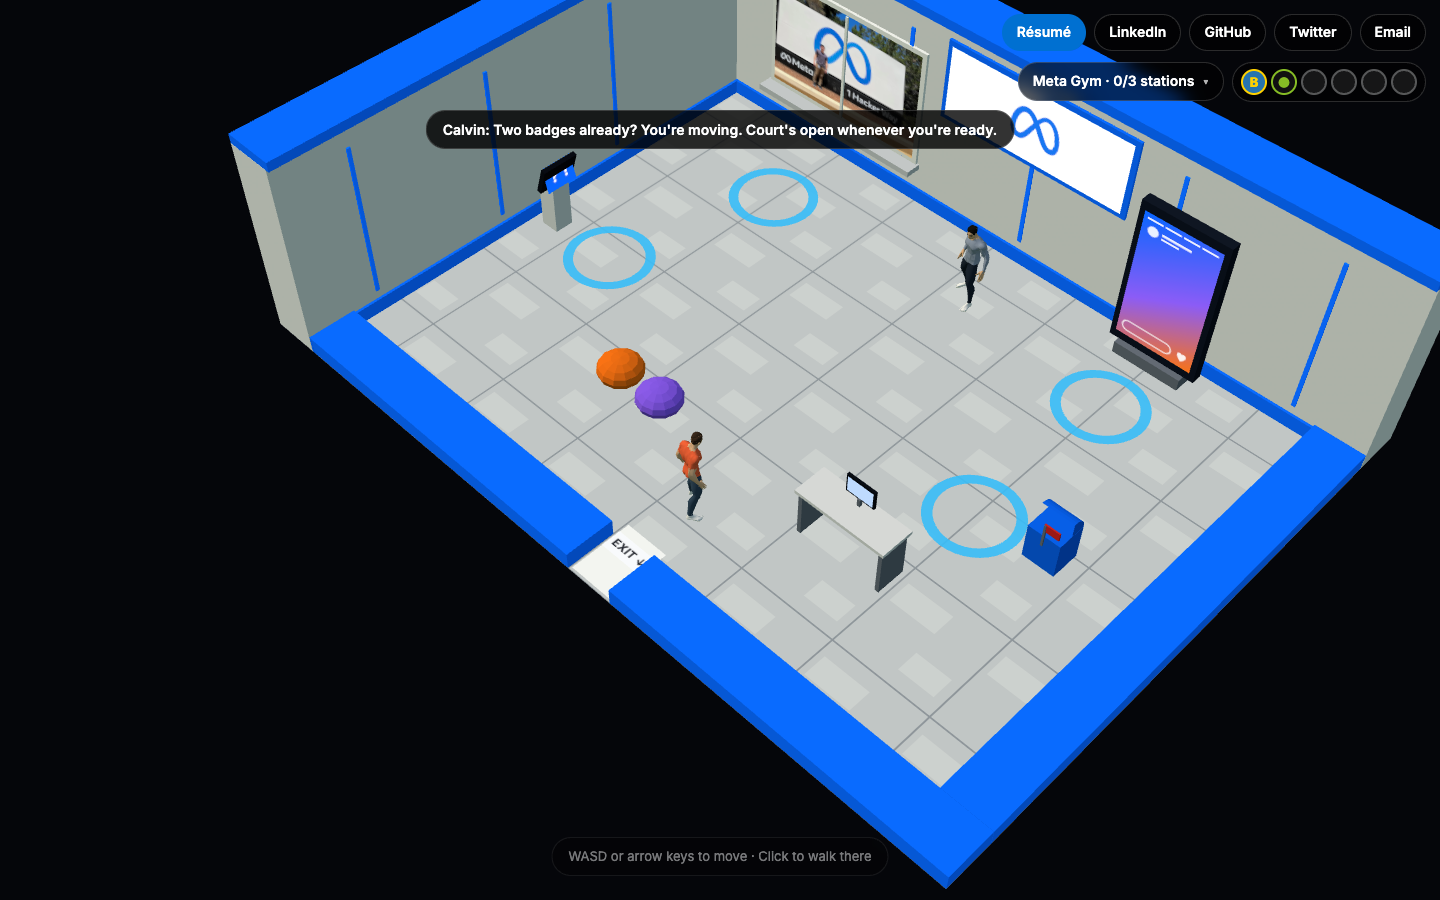 Résumé
LinkedIn
GitHub
Twitter
Email
Meta Gym · 0/3 stations ▾
B
Calvin: Two badges already? You're moving. Court's open whenever you're ready.
Meta
EXIT ↓
WASD or arrow keys to move · Click to walk there